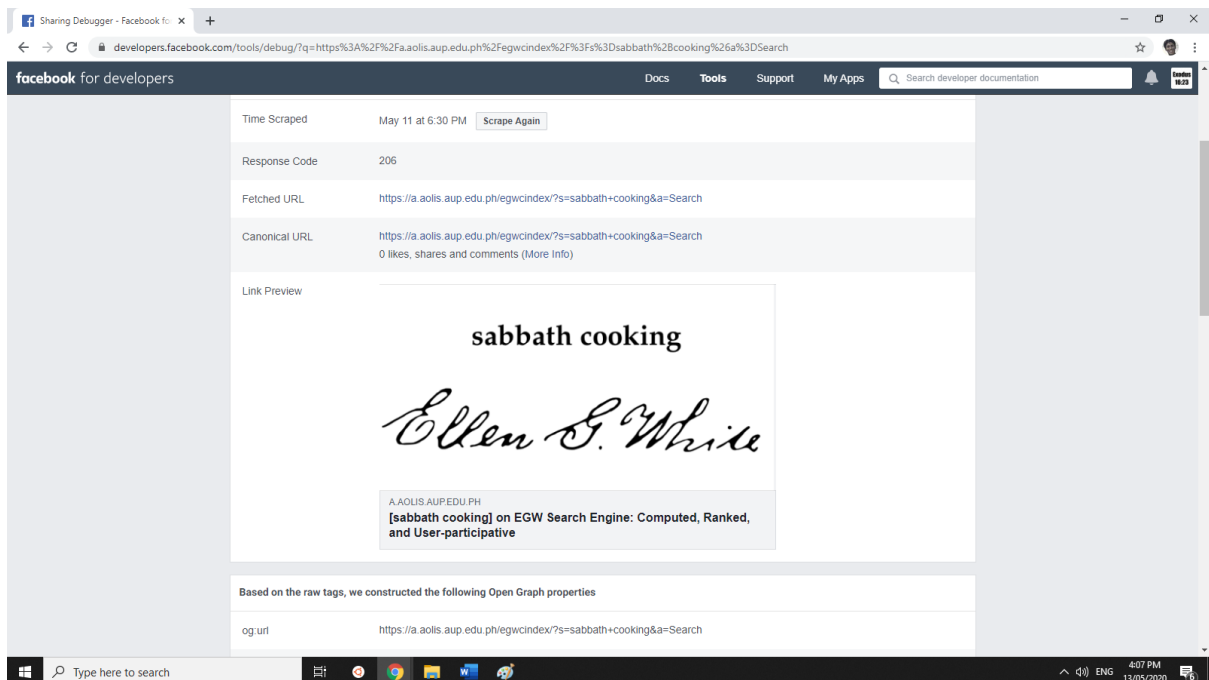 Sharing Debugger - Facebook fo
developers.facebook.com/tools/debug/?q=https%3A%2F%2Fa.aolis.aup.edu.ph%2Fegwcindex%2F%3Fs%3Dsabbath%2Bcooking%26a%3DSearch
facebook for developers Docs Tools Support My Apps Search developer documentation Exodus
16:23
Time Scraped May 11 at 6:30 PM Scrape Again
Response Code 206
Fetched URL https://a.aolis.aup.edu.ph/egwcindex/?s=sabbath+cooking&a=Search
Canonical URL https://a.aolis.aup.edu.ph/egwcindex/?s=sabbath+cooking&a=Search
0 likes, shares and comments (More Info)
Link Preview
sabbath cooking
Ellen G. White
A.AOLIS.AUP.EDU.PH
[sabbath cooking] on EGW Search Engine: Computed, Ranked,
and User-participative
Based on the raw tags, we constructed the following Open Graph properties
og:url https://a.aolis.aup.edu.ph/egwcindex/?s=sabbath+cooking&a=Search
Type here to search ENG 4:07 PM
13/05/2020 6